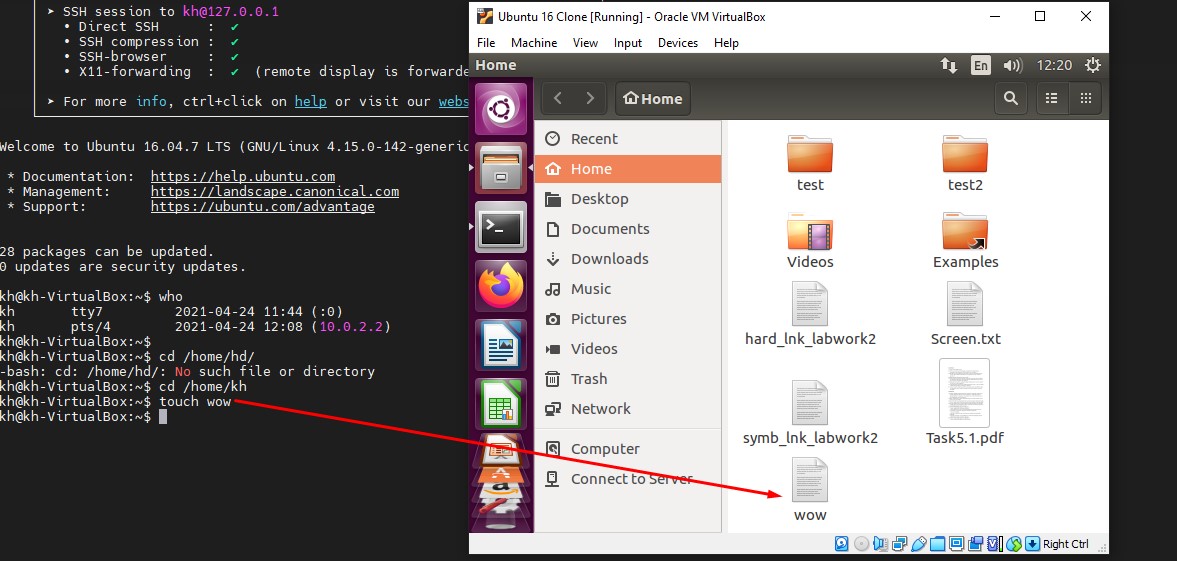 ➤ SSH session to kh@127.0.0.1
• Direct SSH : ✔
• SSH compression : ✔
• SSH-browser : ✔
• X11-forwarding : ✔ (remote display is forwarde
➤ For more info, ctrl+click on help or visit our webs
Welcome to Ubuntu 16.04.7 LTS (GNU/Linux 4.15.0-142-generic
* Documentation: https://help.ubuntu.com
* Management: https://landscape.canonical.com
* Support: https://ubuntu.com/advantage
28 packages can be updated.
0 updates are security updates.
kh@kh-VirtualBox:~$ who
kh tty7 2021-04-24 11:44 (:0)
kh pts/4 2021-04-24 12:08 (10.0.2.2)
kh@kh-VirtualBox:~$
kh@kh-VirtualBox:~$ cd /home/hd/
-bash: cd: /home/hd/: No such file or directory
kh@kh-VirtualBox:~$ cd /home/kh
kh@kh-VirtualBox:~$ touch wow
kh@kh-VirtualBox:~$
Ubuntu 16 Clone [Running] - Oracle VM VirtualBox
File Machine View Input Devices Help
Home En 12:20
Home
Recent
Home
Desktop
Documents
Downloads
Music
Pictures
Videos
Trash
Network
Computer
Connect to Server
test test2
Videos Examples
hard_lnk_labwork2 Screen.txt
symb_lnk_labwork2 Task5.1.pdf
wow
Right Ctrl